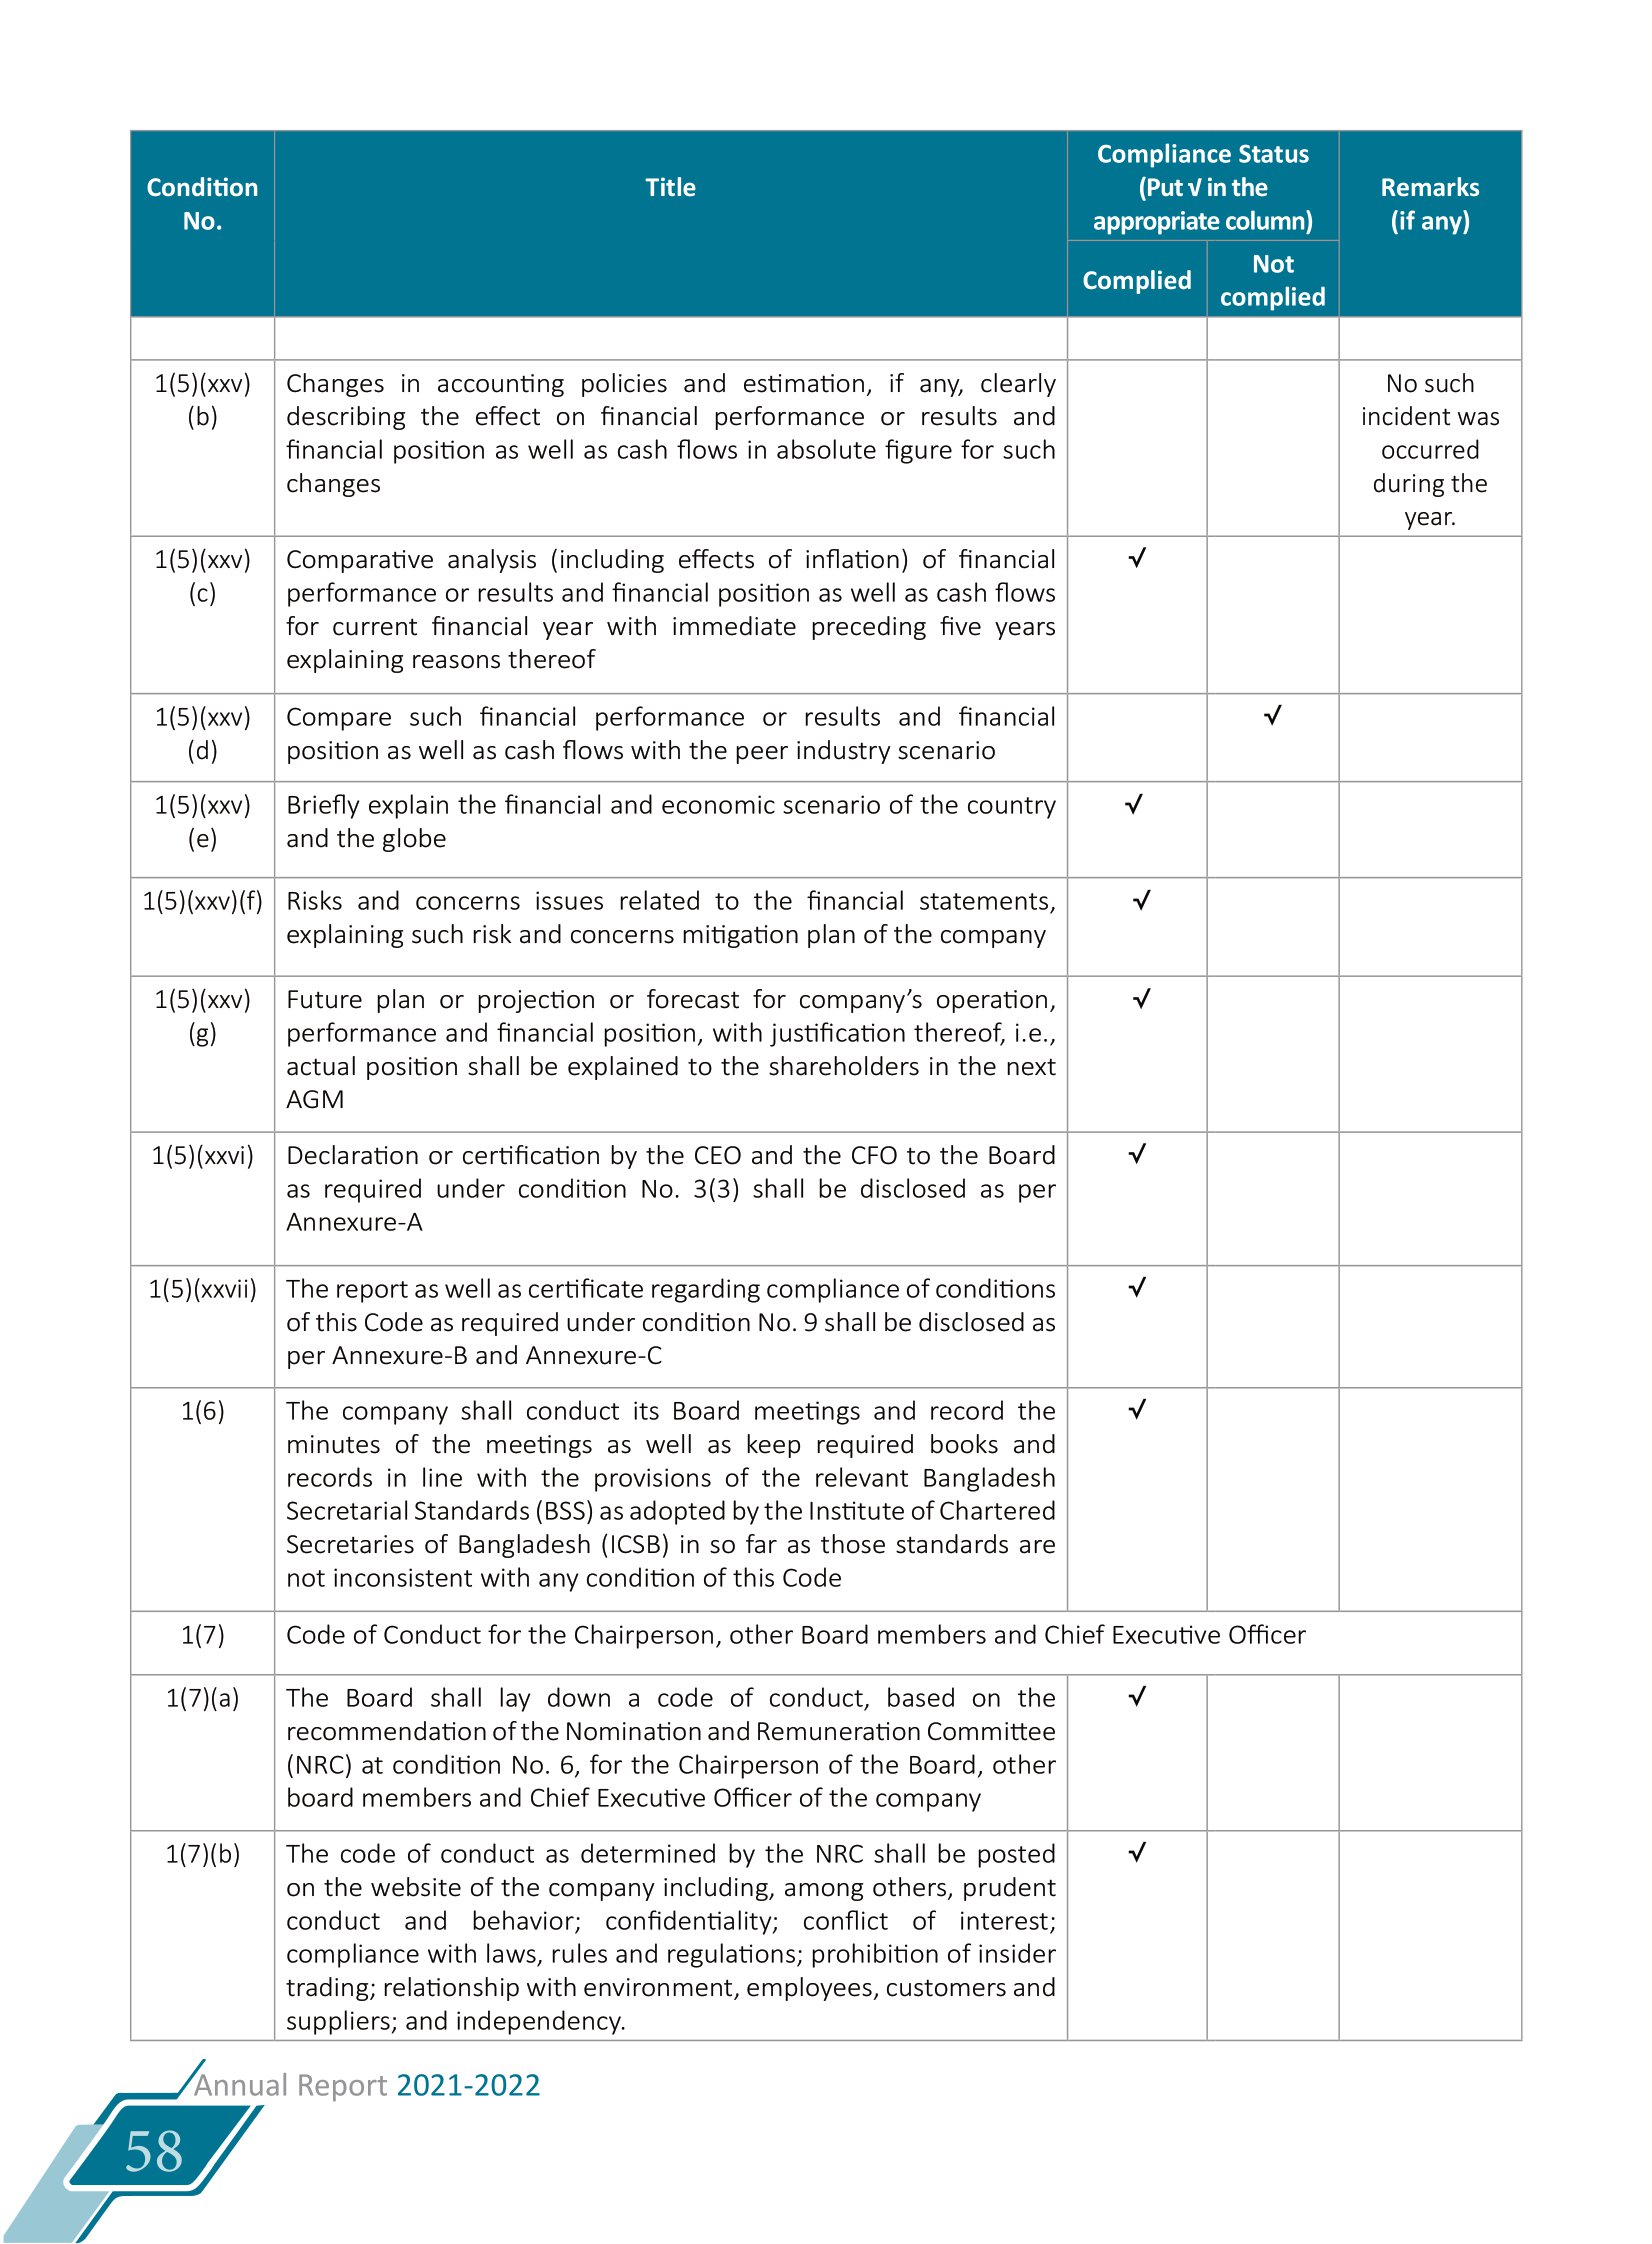 Condition
No.
Title
Compliance Status
(Put √ in the
appropriate column)
Remarks
(if any)
Complied
Not
complied
1(5)(xxv)
(b)
Changes in accounting policies and estimation, if any, clearly
describing the effect on financial performance or results and
financial position as well as cash flows in absolute figure for such
changes
No such
incident was
occurred
during the
year.
1(5)(xxv)
(c)
Comparative analysis (including effects of inflation) of financial
performance or results and financial position as well as cash flows
for current financial year with immediate preceding five years
explaining reasons thereof
√
1(5)(xxv)
(d)
Compare such financial performance or results and financial
position as well as cash flows with the peer industry scenario
√
1(5)(xxv)
(e)
Briefly explain the financial and economic scenario of the country
and the globe
√
1(5)(xxv)(f)
Risks and concerns issues related to the financial statements,
explaining such risk and concerns mitigation plan of the company
√
1(5)(xxv)
(g)
Future plan or projection or forecast for company’s operation,
performance and financial position, with justification thereof, i.e.,
actual position shall be explained to the shareholders in the next
AGM
√
1(5)(xxvi)
Declaration or certification by the CEO and the CFO to the Board
as required under condition No. 3(3) shall be disclosed as per
Annexure-A
√
1(5)(xxvii)
The report as well as certificate regarding compliance of conditions
of this Code as required under condition No. 9 shall be disclosed as
per Annexure-B and Annexure-C
√
1(6)
The company shall conduct its Board meetings and record the
minutes of the meetings as well as keep required books and
records in line with the provisions of the relevant Bangladesh
Secretarial Standards (BSS) as adopted by the Institute of Chartered
Secretaries of Bangladesh (ICSB) in so far as those standards are
not inconsistent with any condition of this Code
√
1(7)
Code of Conduct for the Chairperson, other Board members and Chief Executive Officer
1(7)(a)
The Board shall lay down a code of conduct, based on the
recommendation of the Nomination and Remuneration Committee
(NRC) at condition No. 6, for the Chairperson of the Board, other
board members and Chief Executive Officer of the company
√
1(7)(b)
The code of conduct as determined by the NRC shall be posted
on the website of the company including, among others, prudent
conduct and behavior; confidentiality; conflict of interest;
compliance with laws, rules and regulations; prohibition of insider
trading; relationship with environment, employees, customers and
suppliers; and independency.
√
Annual Report 2021-2022
58